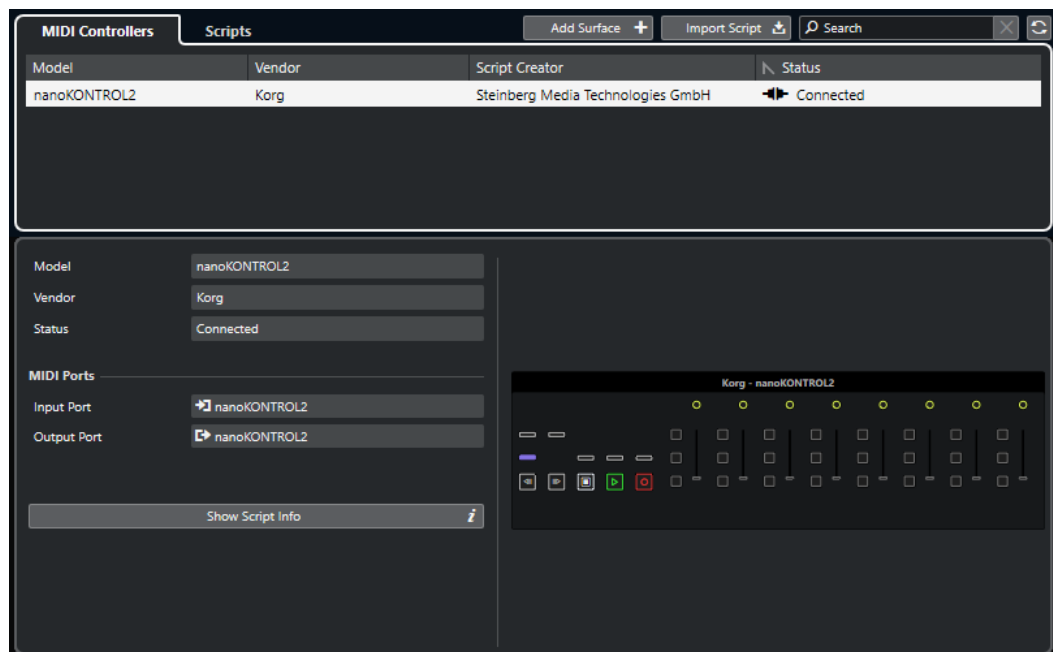 MIDI Controllers Scripts Add Surface Import Script Search
Model Vendor Script Creator Status
nanoKONTROL2 Korg Steinberg Media Technologies GmbH Connected
Model nanoKONTROL2
Vendor Korg
Status Connected
MIDI Ports
Korg - nanoKONTROL2
Input Port nanoKONTROL2
Output Port nanoKONTROL2
Show Script Info i